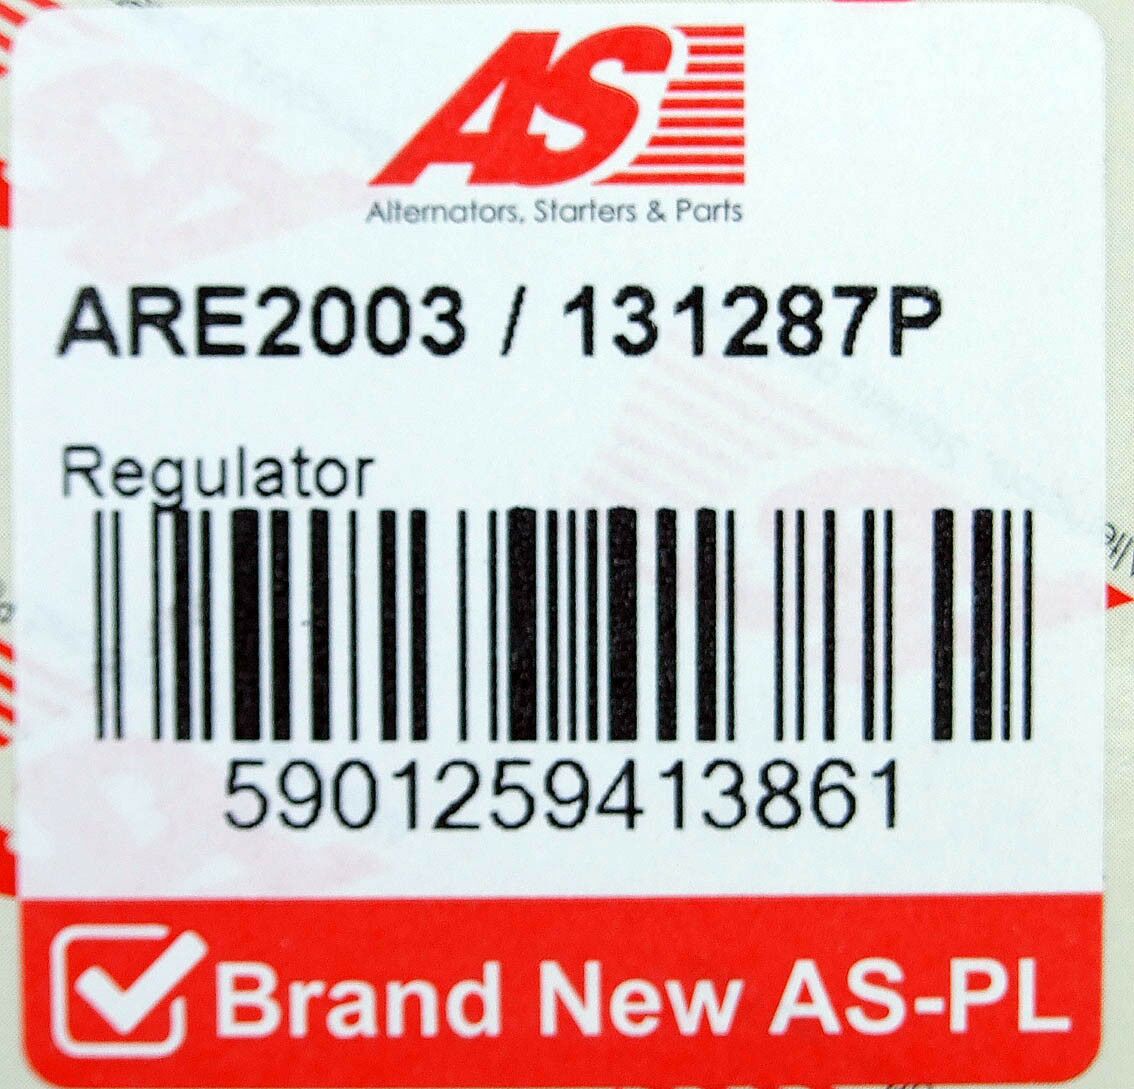 AS
Alternators, Starters & Parts
ARE2003 / 131287P
Regulator
5901259413861
Brand New AS-PL